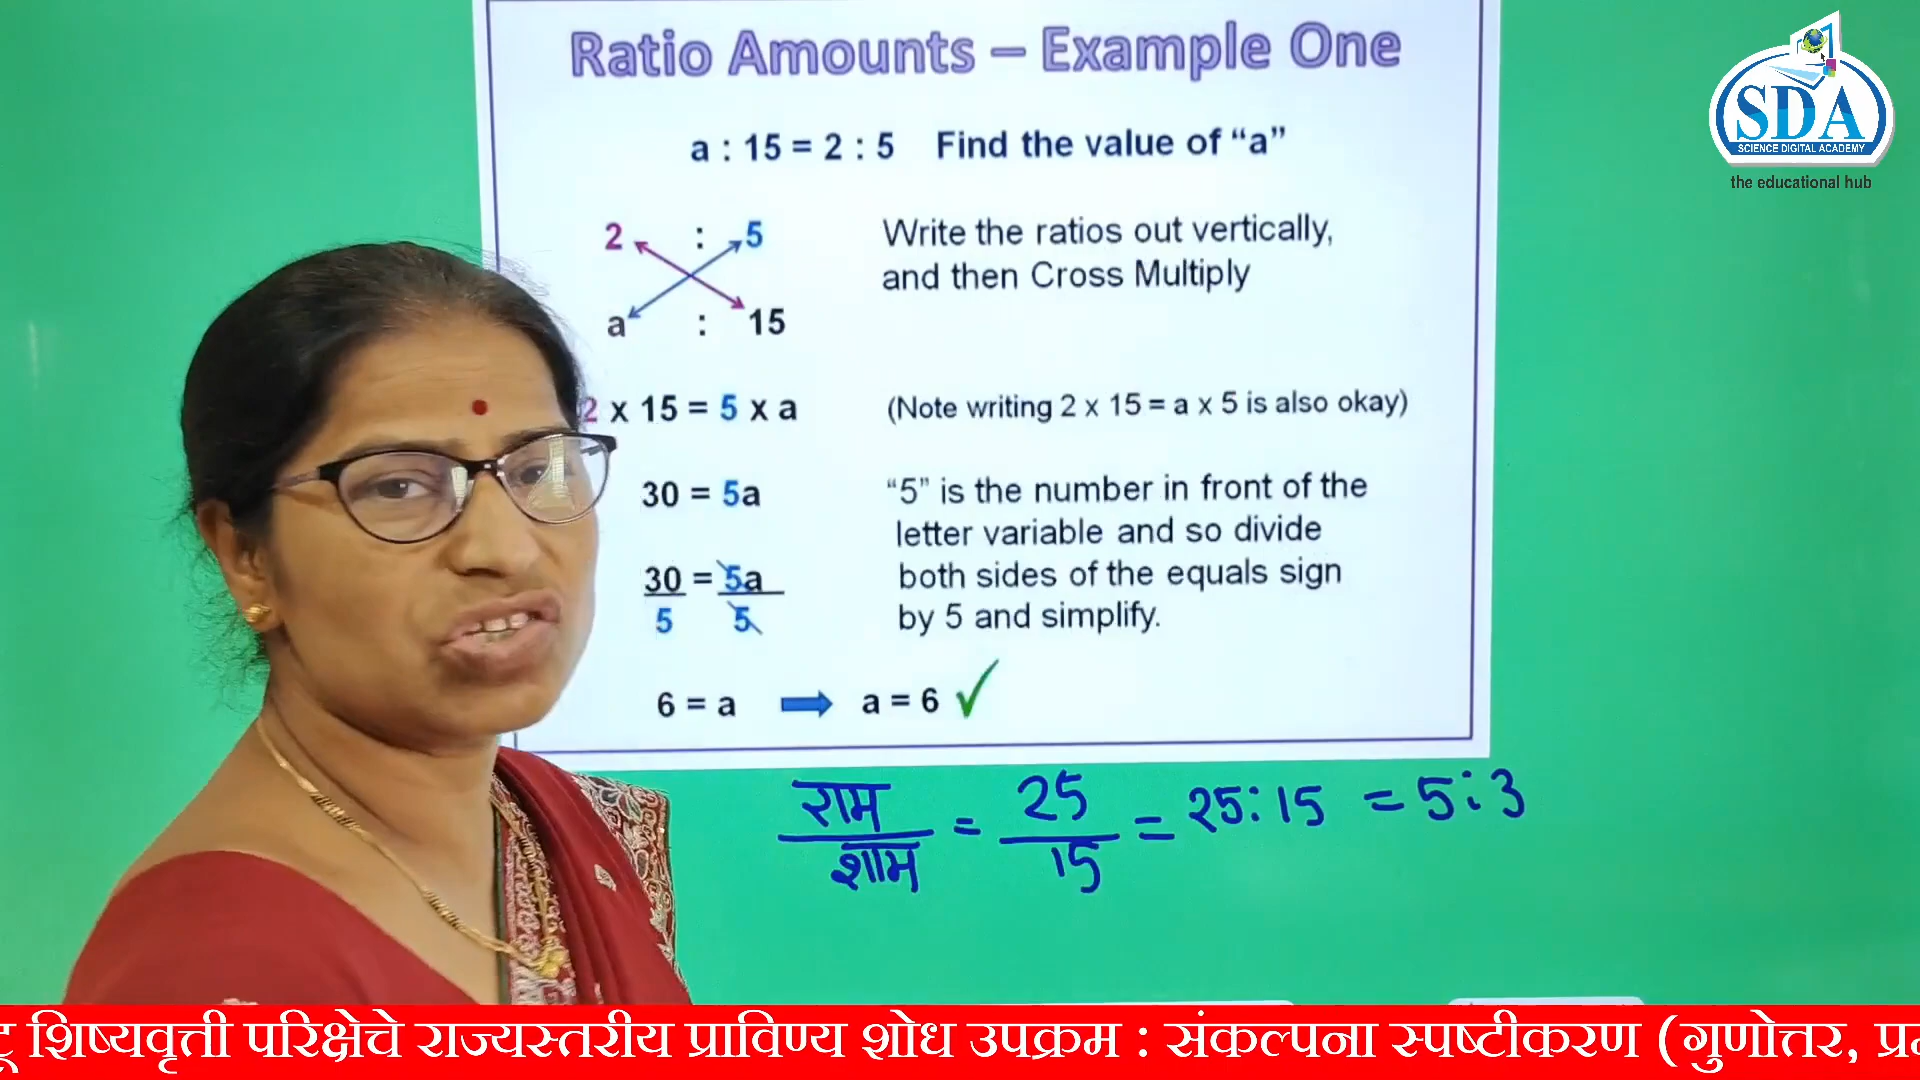 Ratio Amounts – Example One
a : 15 = 2 : 5 Find the value of “a”
2 : 5
a : 15
Write the ratios out vertically,
and then Cross Multiply
2 x 15 = 5 x a
(Note writing 2 x 15 = a x 5 is also okay)
30 = 5a
“5” is the number in front of the
letter variable and so divide
both sides of the equals sign
by 5 and simplify.
30 = 5a
5 5
6 = a ➡ a = 6 ✓
राम = 25 = 25:15 = 5:3
शाम 15
SDA
SCIENCE DIGITAL ACADEMY
the educational hub
शिष्यवृत्ती परिक्षेचे राज्यस्तरीय प्राविण्य शोध उपक्रम : संकल्पना स्पष्टीकरण (गुणोत्तर,